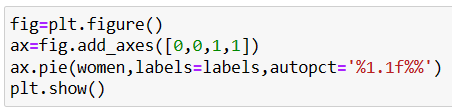 fig=plt.figure()
ax=fig.add_axes([0,0,1,1])
ax.pie(women,labels=labels,autopct='%1.1f%%')
plt.show()